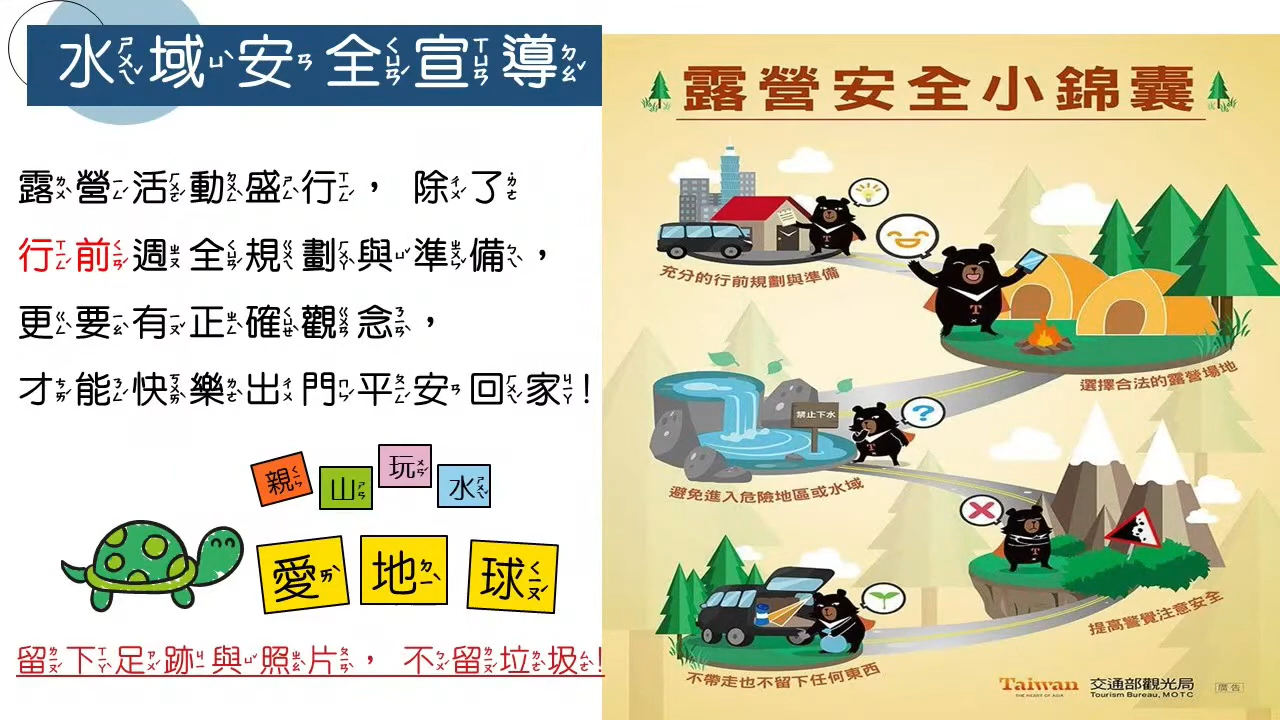 水域安全宣導
露營活動盛行，除了
行前週全規劃與準備，
更要有正確觀念，
才能快樂出門平安回家！
親山玩水
愛地球
留下足跡與照片，不留垃圾！
露營安全小錦囊
充分的行前規劃與準備
T
選擇合法的露營場地
禁止下水
避免進入危險地區或水域
提高警覺注意安全
不帶走也不留下任何東西
Taiwan
THE HEART OF ASIA
交通部觀光局
Tourism Bureau, MOTC
廣告